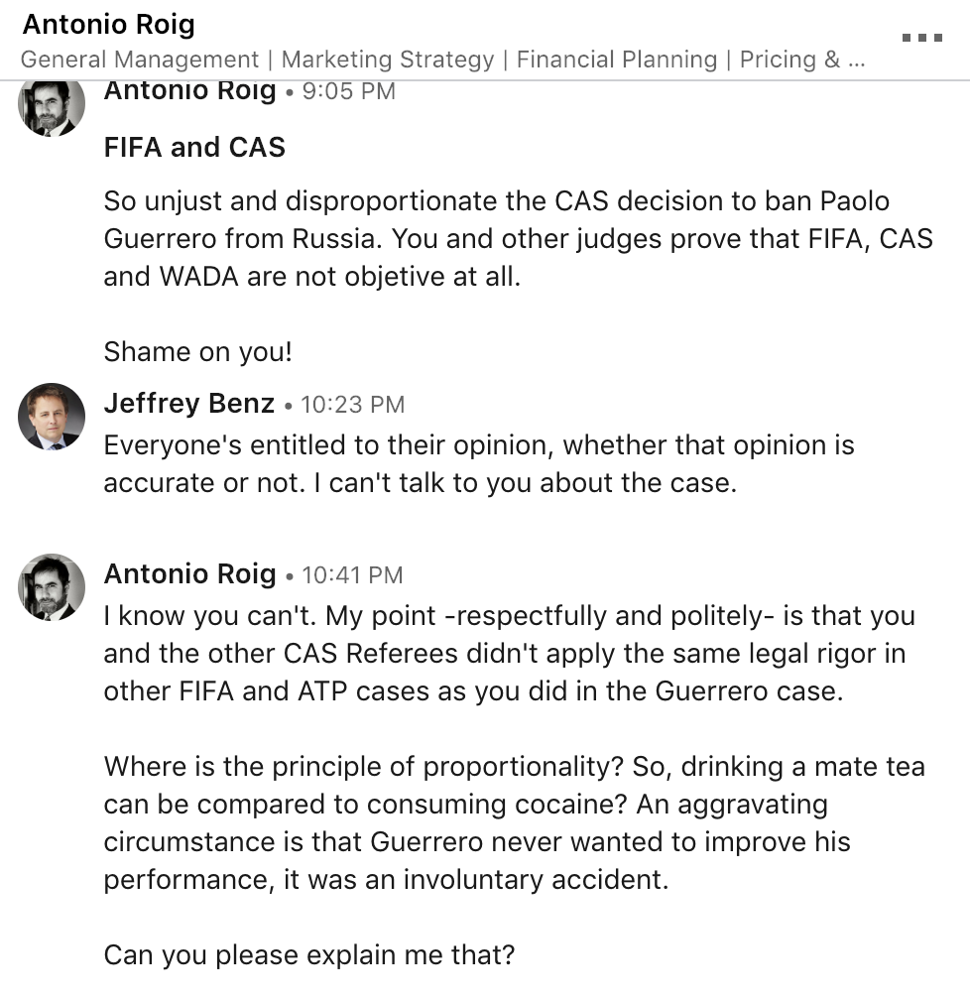 Antonio Roig
General Management | Marketing Strategy | Financial Planning | Pricing & ...
Antonio Roig • 9:05 PM
FIFA and CAS
So unjust and disproportionate the CAS decision to ban Paolo
Guerrero from Russia. You and other judges prove that FIFA, CAS
and WADA are not objetive at all.
Shame on you!
Jeffrey Benz • 10:23 PM
Everyone's entitled to their opinion, whether that opinion is
accurate or not. I can't talk to you about the case.
Antonio Roig • 10:41 PM
I know you can't. My point -respectfully and politely- is that you
and the other CAS Referees didn't apply the same legal rigor in
other FIFA and ATP cases as you did in the Guerrero case.
Where is the principle of proportionality? So, drinking a mate tea
can be compared to consuming cocaine? An aggravating
circumstance is that Guerrero never wanted to improve his
performance, it was an involuntary accident.
Can you please explain me that?